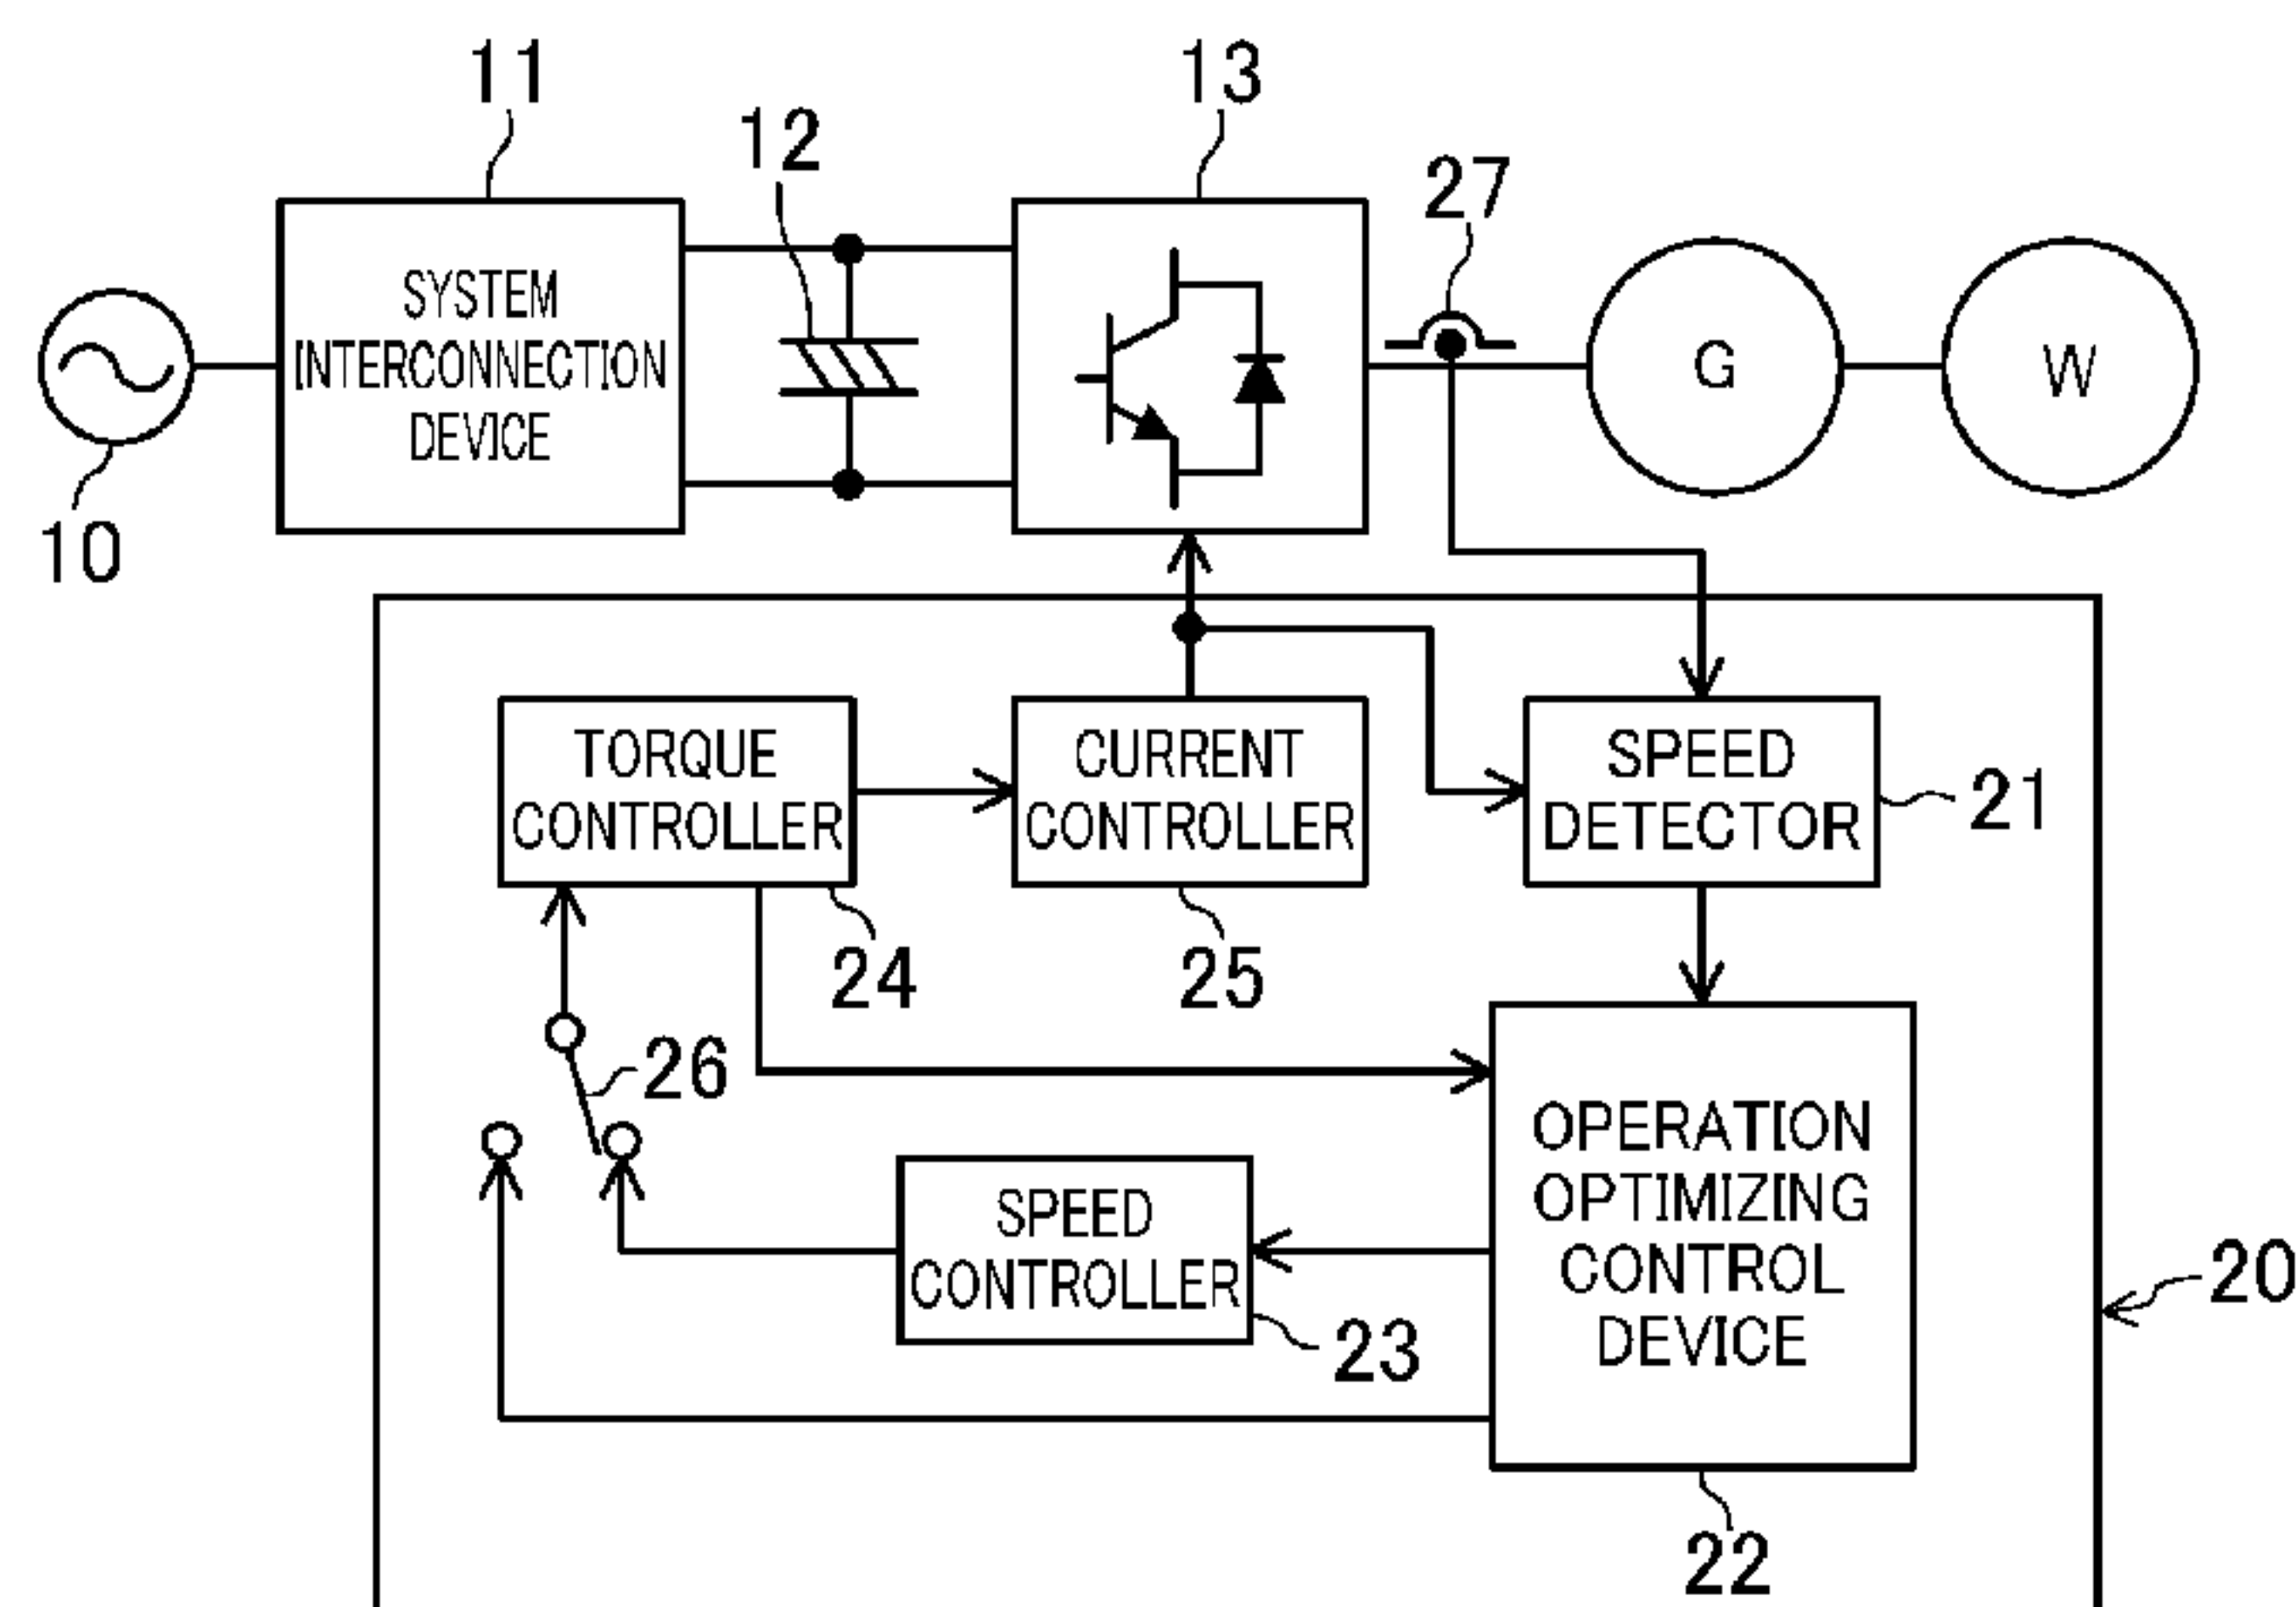 11
13
12
27
SYSTEM
INTERCONNECTION
DEVICE
G
W
10
TORQUE
CONTROLLER
CURRENT
CONTROLLER
SPEED
DETECTOR
21
24
25
26
OPERATION
OPTIMIZING
CONTROL
DEVICE
SPEED
CONTROLLER
20
23
22